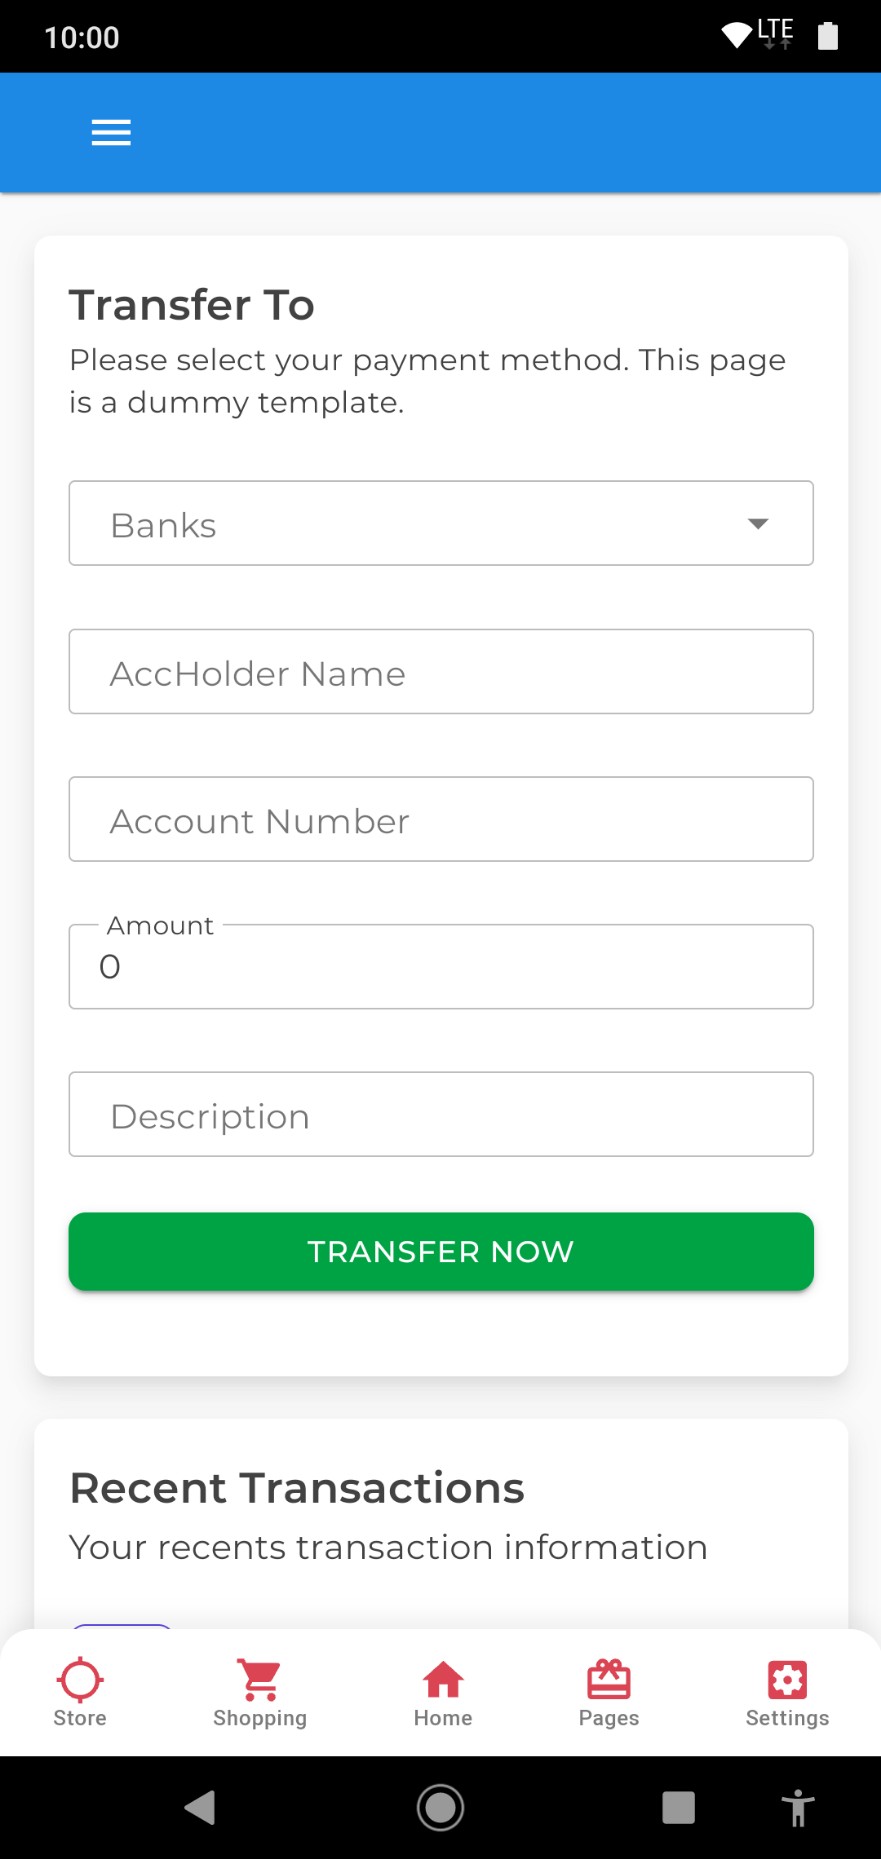 10:00
LTE
Transfer To
Please select your payment method. This page
is a dummy template.
Banks
AccHolder Name
Account Number
Amount
0
Description
TRANSFER NOW
Recent Transactions
Your recents transaction information
Store
Shopping
Home
Pages
Settings